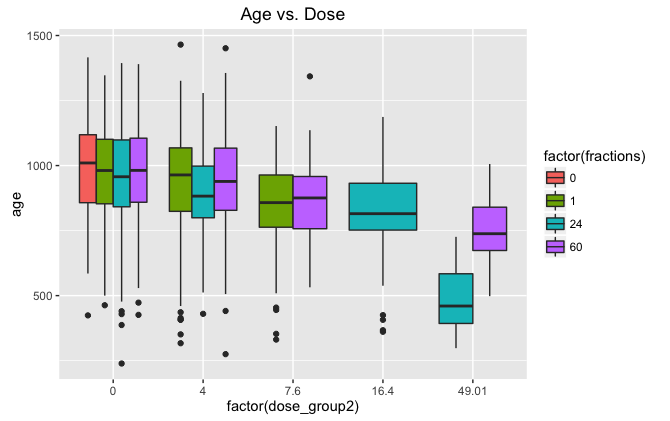 Age vs. Dose
1500
1000
500
age
0 4 7.6 16.4 49.01
factor(dose_group2)
factor(fractions)
0
1
24
60